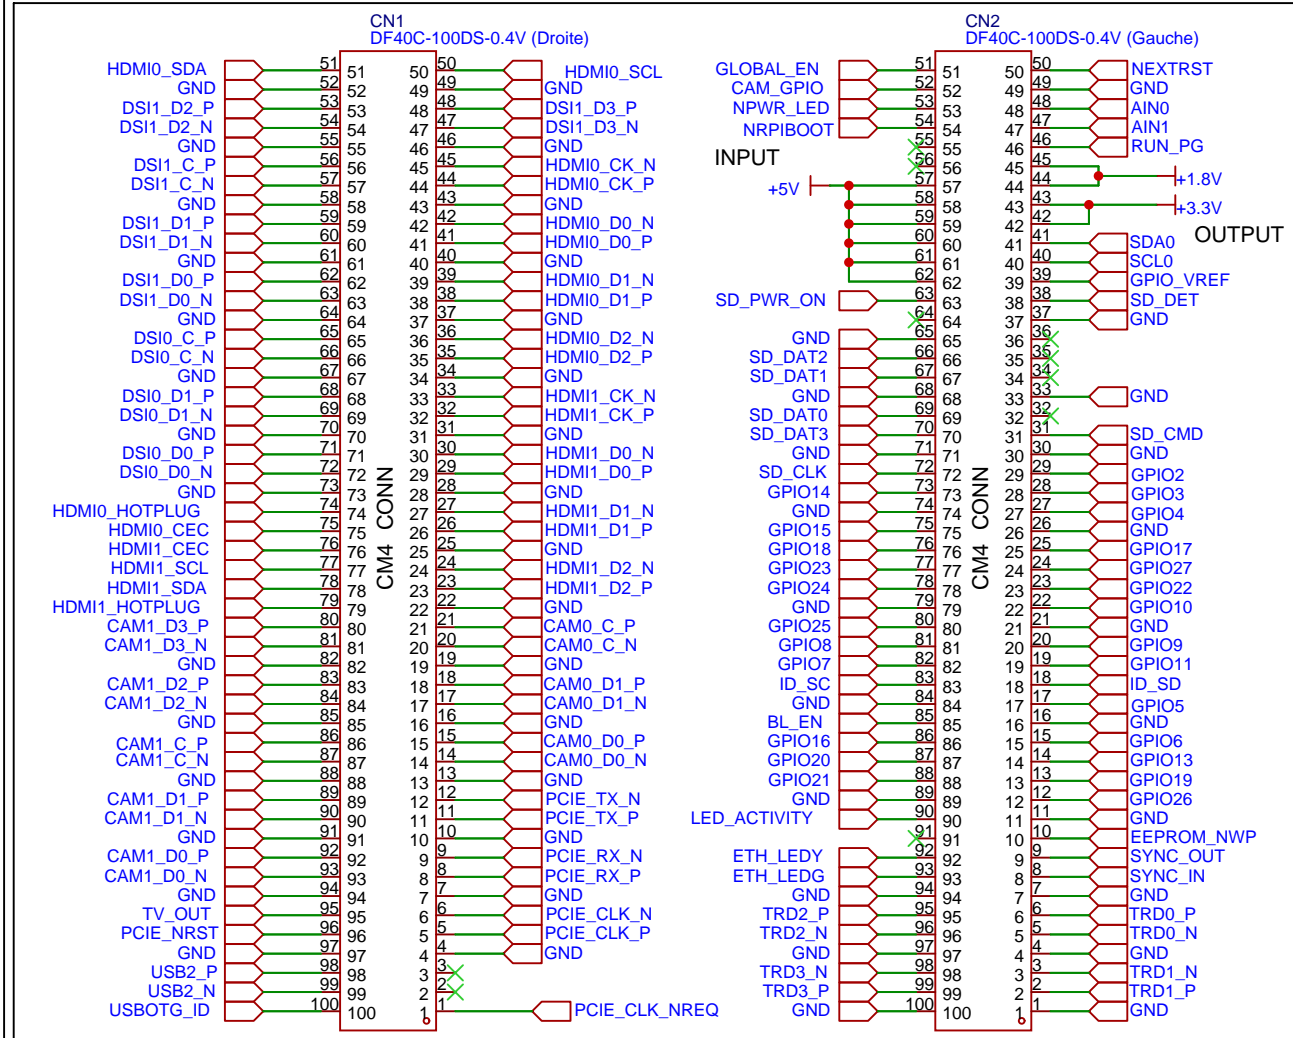 CN1
DF40C-100DS-0.4V (Droite)
HDMI0_SDA 51 51 50 50 HDMI0_SCL
GND 52 52 49 49 GND
DSI1_D2_P 53 53 48 48 DSI1_D3_P
DSI1_D2_N 54 54 47 47 DSI1_D3_N
GND 55 55 46 46 GND
DSI1_C_P 56 56 45 45 HDMI0_CK_N
DSI1_C_N 57 57 44 44 HDMI0_CK_P
GND 58 58 43 43 GND
DSI1_D1_P 59 59 42 42 HDMI0_D0_N
DSI1_D1_N 60 60 41 41 HDMI0_D0_P
GND 61 61 40 40 GND
DSI1_D0_P 62 62 39 39 HDMI0_D1_N
DSI1_D0_N 63 63 38 38 HDMI0_D1_P
GND 64 64 37 37 GND
DSI0_C_P 65 65 36 36 HDMI0_D2_N
DSI0_C_N 66 66 35 35 HDMI0_D2_P
GND 67 67 34 34 GND
DSI0_D1_P 68 68 33 33 HDMI1_CK_N
DSI0_D1_N 69 69 32 32 HDMI1_CK_P
GND 70 70 31 31 GND
DSI0_D0_P 71 71 30 30 HDMI1_D0_N
DSI0_D0_N 72 72 29 29 HDMI1_D0_P
GND 73 73 28 28 GND
HDMI0_HOTPLUG 74 74 27 27 HDMI1_D1_N
HDMI0_CEC 75 75 26 26 HDMI1_D1_P
HDMI1_CEC 76 76 25 25 GND
HDMI1_SCL 77 77 24 24 HDMI1_D2_N
HDMI1_SDA 78 78 23 23 HDMI1_D2_P
HDMI1_HOTPLUG 79 79 22 22 GND
CAM1_D3_P 80 80 21 21 CAM0_C_P
CAM1_D3_N 81 81 20 20 CAM0_C_N
GND 82 82 19 19 GND
CAM1_D2_P 83 83 18 18 CAM0_D1_P
CAM1_D2_N 84 84 17 17 CAM0_D1_N
GND 85 85 16 16 GND
CAM1_C_P 86 86 15 15 CAM0_D0_P
CAM1_C_N 87 87 14 14 CAM0_D0_N
GND 88 88 13 13 GND
CAM1_D1_P 89 89 12 12 PCIE_TX_N
CAM1_D1_N 90 90 11 11 PCIE_TX_P
GND 91 91 10 10 GND
CAM1_D0_P 92 92 9 9 PCIE_RX_N
CAM1_D0_N 93 93 8 8 PCIE_RX_P
GND 94 94 7 7 GND
TV_OUT 95 95 6 6 PCIE_CLK_N
PCIE_NRST 96 96 5 5 PCIE_CLK_P
GND 97 97 4 4 GND
USB2_P 98 98 3 3
USB2_N 99 99 2 2
USBOTG_ID 100 100 1 1 PCIE_CLK_NREQ
CM4 CONN
CN2
DF40C-100DS-0.4V (Gauche)
GLOBAL_EN 51 51 50 50 NEXTRST
CAM_GPIO 52 52 49 49 GND
NPWR_LED 53 53 48 48 AIN0
NRPIBOOT 54 54 47 47 AIN1
55 55 46 46 RUN_PG
INPUT 56 56 45 45
+5V 57 57 44 44 +1.8V
58 58 43 43 +3.3V
59 59 42 42 OUTPUT
60 60 41 41 SDA0
61 61 40 40 SCL0
62 62 39 39 GPIO_VREF
SD_PWR_ON 63 63 38 38 SD_DET
64 64 37 37 GND
GND 65 65 36 36
SD_DAT2 66 66 35 35
SD_DAT1 67 67 34 34
GND 68 68 33 33 GND
SD_DAT0 69 69 32 32
SD_DAT3 70 70 31 31 SD_CMD
GND 71 71 30 30 GND
SD_CLK 72 72 29 29 GPIO2
GPIO14 73 73 28 28 GPIO3
GND 74 74 27 27 GPIO4
GPIO15 75 75 26 26 GND
GPIO18 76 76 25 25 GPIO17
GPIO23 77 77 24 24 GPIO27
GPIO24 78 78 23 23 GPIO22
GND 79 79 22 22 GPIO10
GPIO25 80 80 21 21 GND
GPIO8 81 81 20 20 GPIO9
GPIO7 82 82 19 19 GPIO11
ID_SC 83 83 18 18 ID_SD
GND 84 84 17 17 GPIO5
BL_EN 85 85 16 16 GND
GPIO16 86 86 15 15 GPIO6
GPIO20 87 87 14 14 GPIO13
GPIO21 88 88 13 13 GPIO19
GND 89 89 12 12 GPIO26
LED_ACTIVITY 90 90 11 11 GND
91 91 10 10 EEPROM_NWP
ETH_LEDY 92 92 9 9 SYNC_OUT
ETH_LEDG 93 93 8 8 SYNC_IN
GND 94 94 7 7 GND
TRD2_P 95 95 6 6 TRD0_P
TRD2_N 96 96 5 5 TRD0_N
GND 97 97 4 4 GND
TRD3_N 98 98 3 3 TRD1_N
TRD3_P 99 99 2 2 TRD1_P
GND 100 100 1 1 GND
CM4 CONN